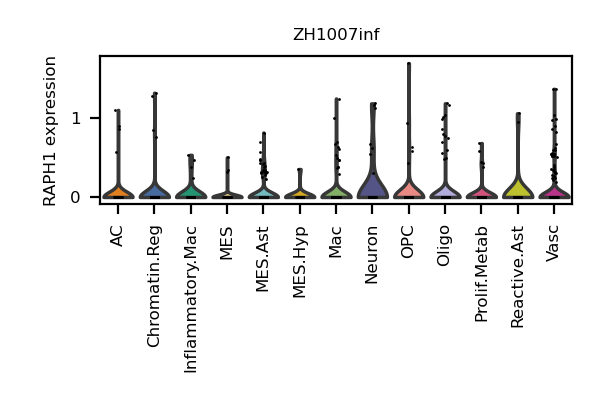 ZH1007inf
RAPH1 expression
1
0
AC
Chromatin.Reg
Inflammatory.Mac
MES
MES.Ast
MES.Hyp
Mac
Neuron
OPC
Oligo
Prolif.Metab
Reactive.Ast
Vasc